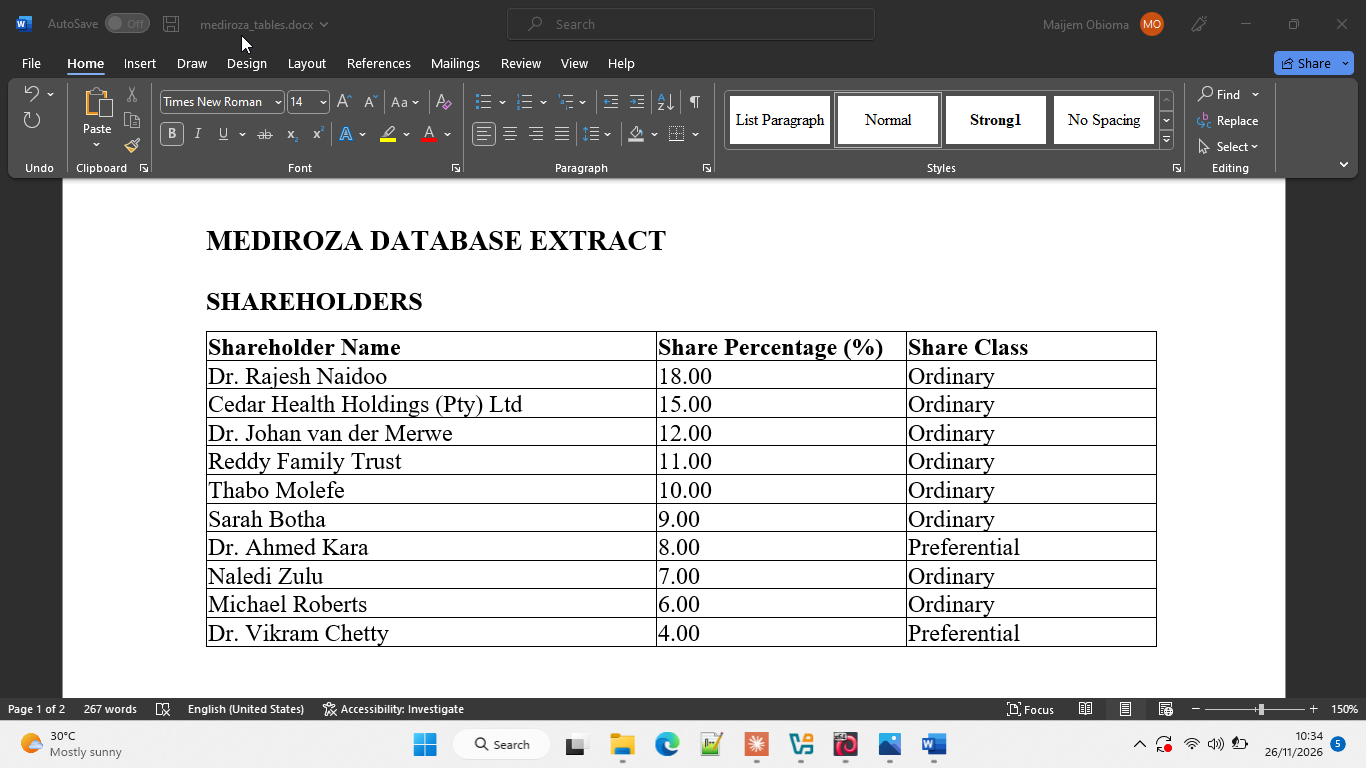 AutoSave Off mediroza_tables.docx Search Maijem Obioma MO
File Home Insert Draw Design Layout References Mailings Review View Help Share
Undo
Paste
Clipboard
Times New Roman 14 Aa
B I U ab x₂ x² A A
Font
Paragraph
List Paragraph Normal Strong1 No Spacing
Styles
Find
Replace
Select
Editing
MEDIROZA DATABASE EXTRACT
SHAREHOLDERS
Shareholder Name Share Percentage (%) Share Class
Dr. Rajesh Naidoo 18.00 Ordinary
Cedar Health Holdings (Pty) Ltd 15.00 Ordinary
Dr. Johan van der Merwe 12.00 Ordinary
Reddy Family Trust 11.00 Ordinary
Thabo Molefe 10.00 Ordinary
Sarah Botha 9.00 Ordinary
Dr. Ahmed Kara 8.00 Preferential
Naledi Zulu 7.00 Ordinary
Michael Roberts 6.00 Ordinary
Dr. Vikram Chetty 4.00 Preferential
Page 1 of 2 267 words English (United States) Accessibility: Investigate Focus 150%
30°C
Mostly sunny
Search
10:34
26/11/2026 5